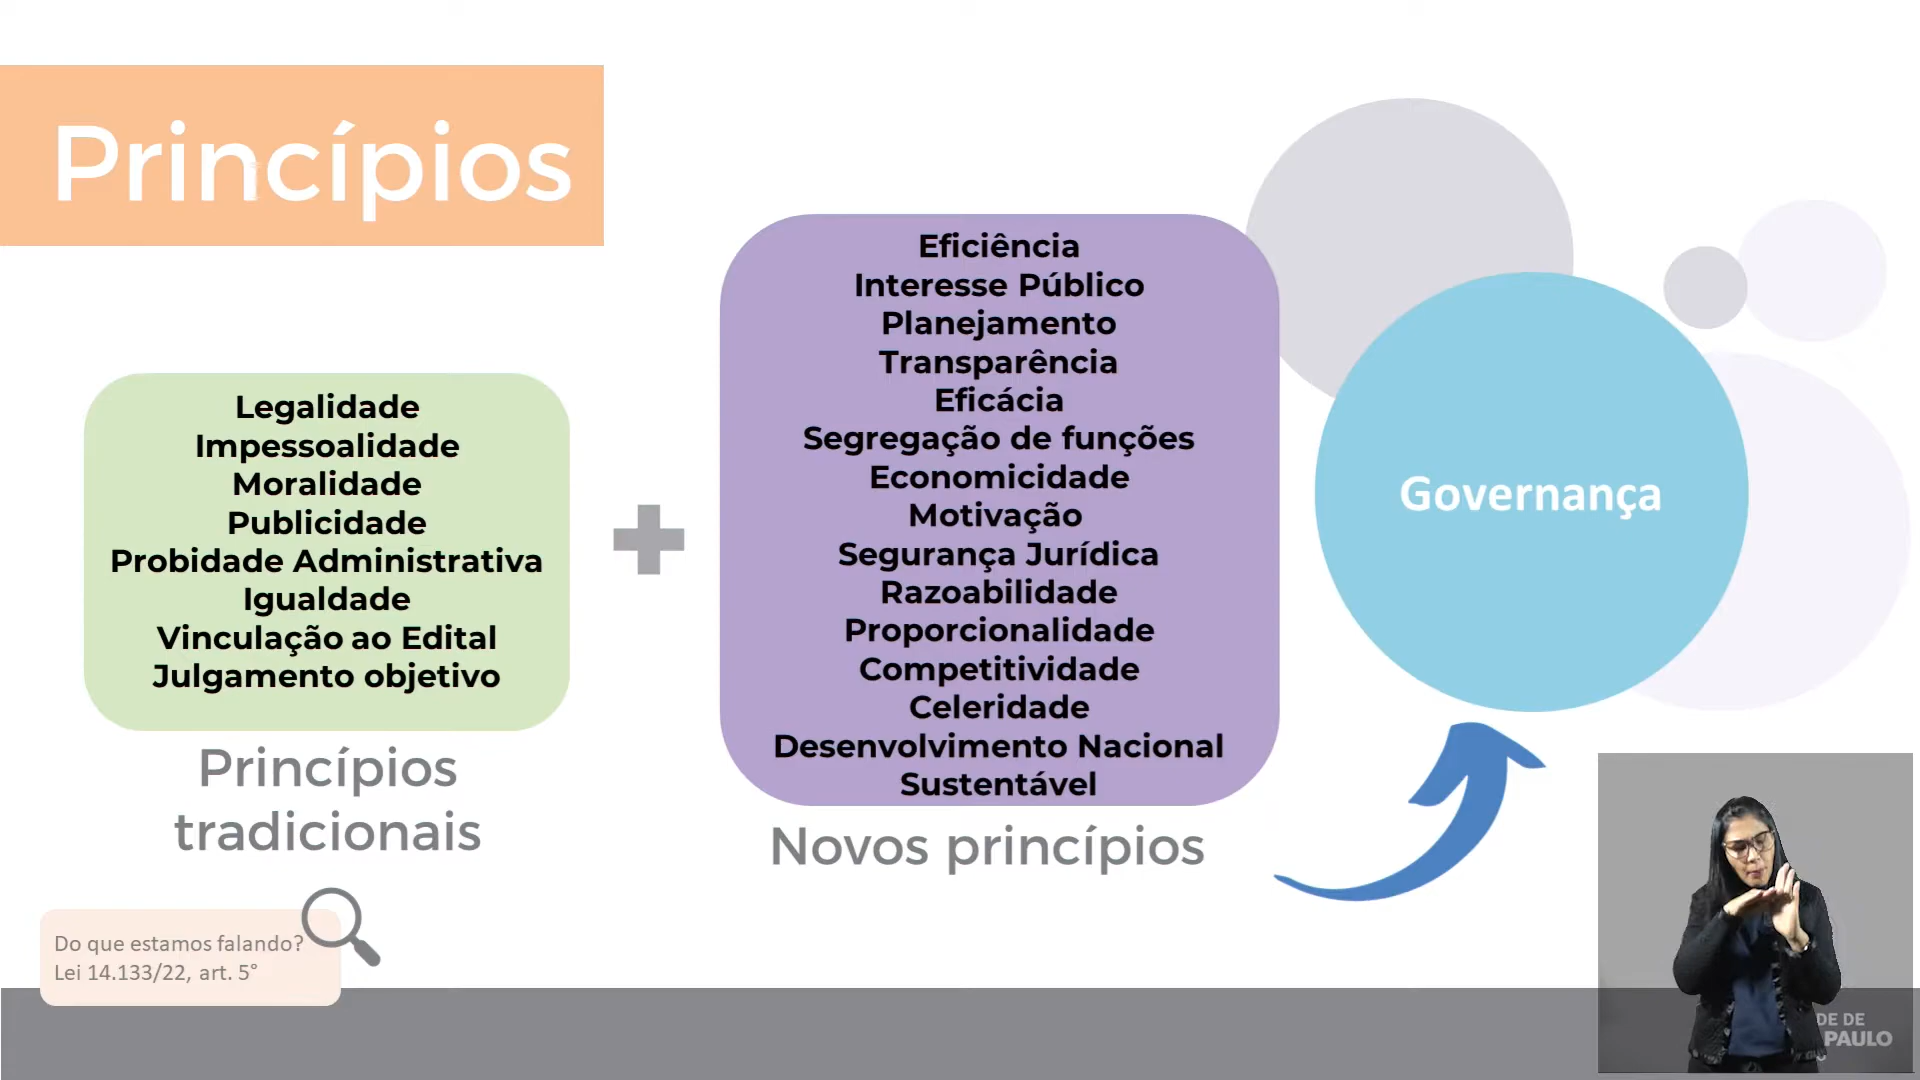 Princípios
Legalidade
Impessoalidade
Moralidade
Publicidade
Probidade Administrativa
Igualdade
Vinculação ao Edital
Julgamento objetivo
Princípios
tradicionais
Eficiência
Interesse Público
Planejamento
Transparência
Eficácia
Segregação de funções
Economicidade
Motivação
Segurança Jurídica
Razoabilidade
Proporcionalidade
Competitividade
Celeridade
Desenvolvimento Nacional
Sustentável
Novos princípios
Governança
Do que estamos falando?
Lei 14.133/22, art. 5°
DE DE
PAULO